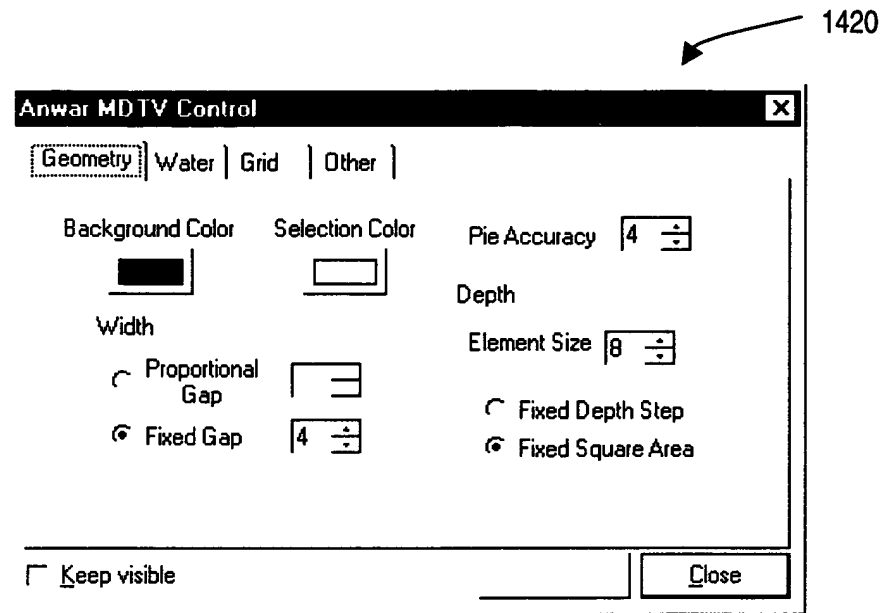 1420
Anwar MDTV Control
Geometry Water Grid Other
Background Color Selection Color Pie Accuracy 4
Depth
Width
Element Size 8
Proportional Gap
Fixed Gap 4
Fixed Depth Step
Fixed Square Area
Keep visible Close